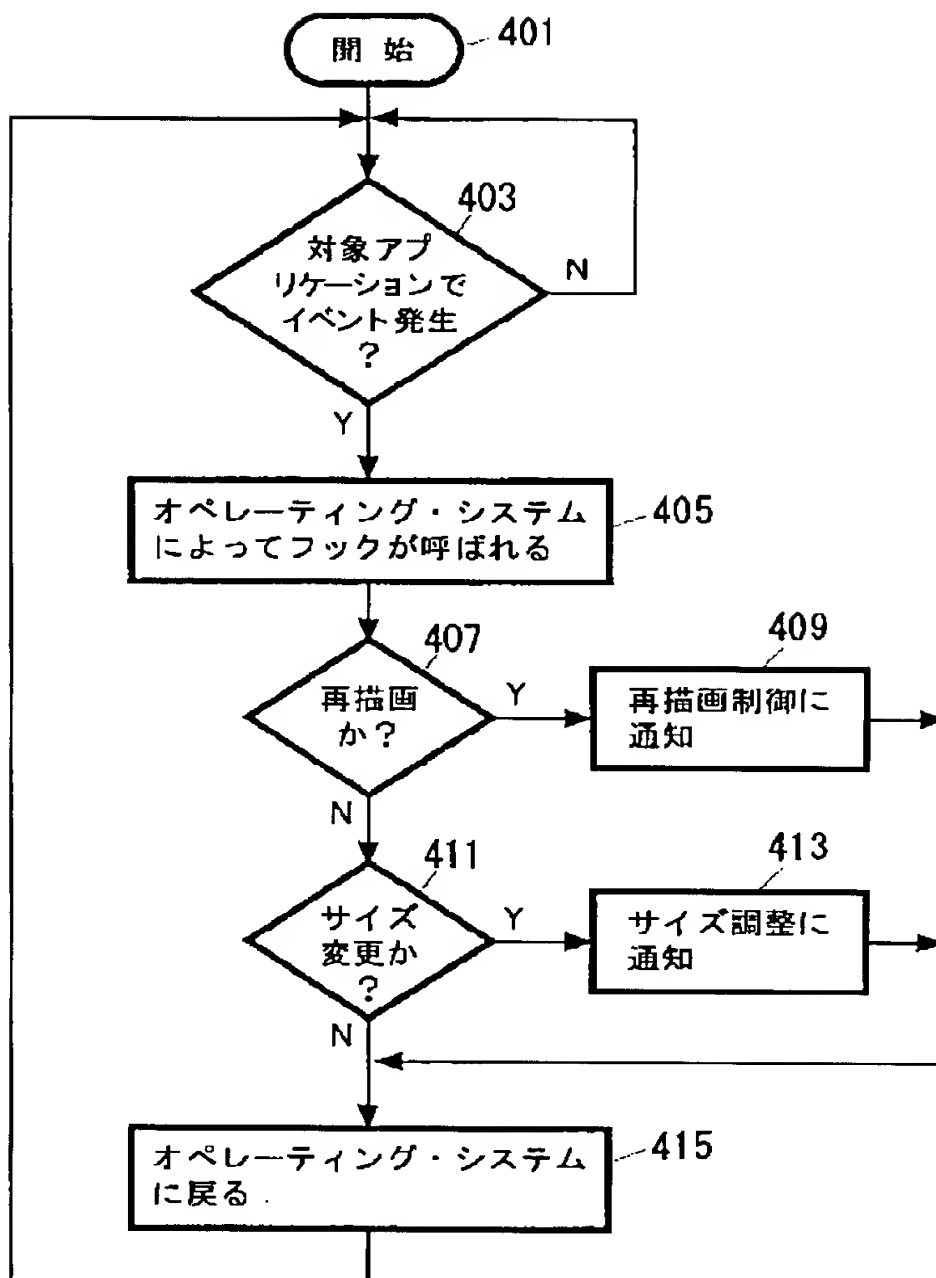 開始
401
403
対象アプ
リケーションで
イベント発生
?
N
Y
オペレーティング・システム
によってフックが呼ばれる
405
407
再描画
か?
Y
409
再描画制御に
通知
N
411
サイズ
変更か
?
Y
413
サイズ調整に
通知
N
オペレーティング・システム
に戻る
415